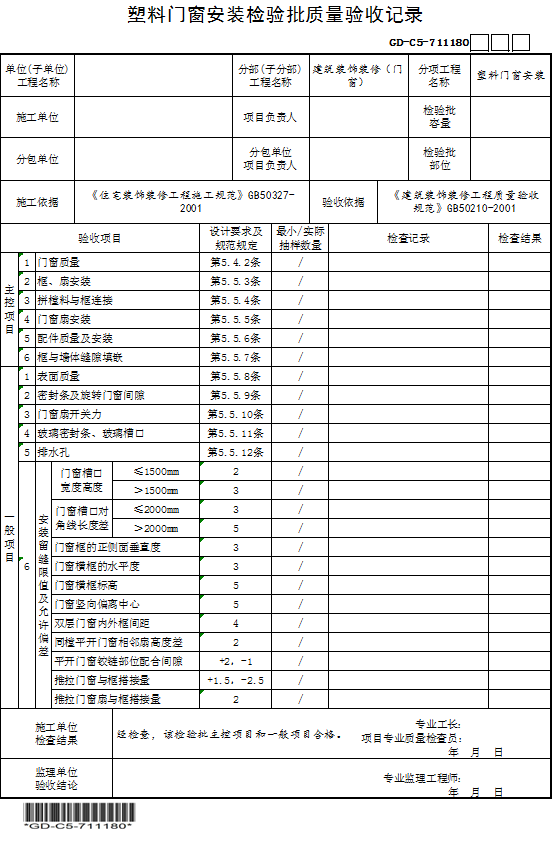 塑料门窗安装检验批质量验收记录
GD-C5-711180
单位(子单位)
工程名称
分部(子分部)
工程名称
建筑装饰装修（门
窗）
分项工程
名称
塑料门窗安装
施工单位
项目负责人
检验批
容量
分包单位
分包单位
项目负责人
检验批
部位
施工依据
《住宅装饰装修工程施工规范》GB50327-
2001
验收依据
《建筑装饰装修工程质量验收
规范》GB50210-2001
验收项目
设计要求及
规范规定
最小/实际
抽样数量
检查记录
检查结果
主控项目
1 门窗质量 第5.4.2条 /
2 框、扇安装 第5.5.3条 /
3 拼樘料与框连接 第5.5.4条 /
4 门窗扇安装 第5.5.5条 /
5 配件质量及安装 第5.5.6条 /
6 框与墙体缝隙填嵌 第5.5.7条 /
一般项目
1 表面质量 第5.5.8条 /
2 密封条及旋转门窗间隙 第5.5.9条 /
3 门窗扇开关力 第5.5.10条 /
4 玻璃密封条、玻璃槽口 第5.5.11条 /
5 排水孔 第5.5.12条 /
6
安装留缝限值及允许偏差
门窗槽口
宽度高度
≤1500mm 2 /
＞1500mm 3 /
门窗槽口对
角线长度差
≤2000mm 3 /
＞2000mm 5 /
门窗框的正侧面垂直度 3 /
门窗横框的水平度 3 /
门窗横框标高 5 /
门窗竖向偏离中心 5 /
双层门窗内外框间距 4 /
同樘平开门窗相邻扇高度差 2 /
平开门窗铰链部位配合间隙 +2，-1 /
推拉门窗与框搭接量 +1.5，-2.5 /
推拉门窗扇与框搭接量 2 /
施工单位
检查结果
经检查，该检验批主控项目和一般项目合格。
专业工长：
项目专业质量检查员：
年 月 日
监理单位
验收结论
专业监理工程师：
年 月 日
*GD-C5-711180*